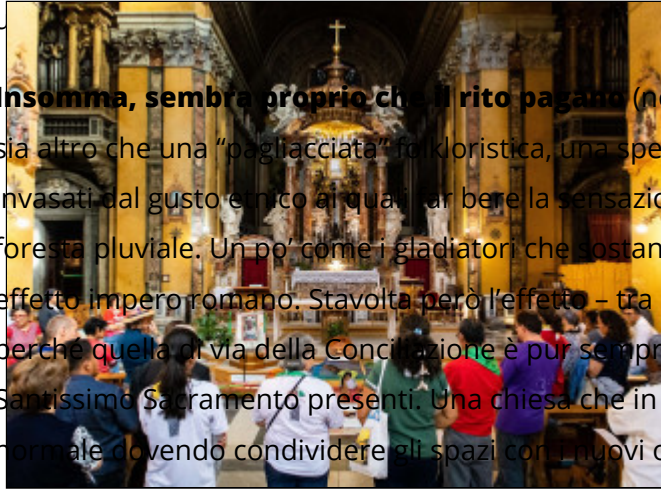 Insomma, sembra proprio che il rito pagano
sia altro che una “pagliacciata” folkloristica, una spe
invasati dal gusto etnico ai quali far bere la sensazio
foresta pluviale. Un po’ come i gladiatori che sostan
effetto impero romano. Stavolta però l’effetto – tra
perché quella di via della Conciliazione è pur sempr
Santissimo Sacramento presenti. Una chiesa che in
normale dovendo condividere gli spazi con i nuovi